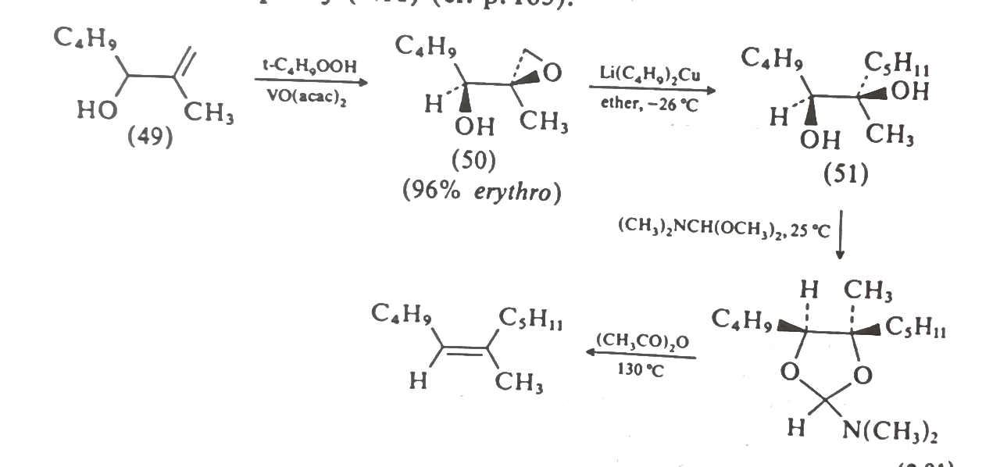 C₄H₉
HO
CH₃
(49)
t-C₄H₉OOH
VO(acac)₂
C₄H₉
O
H
OH
CH₃
(50)
(96% erythro)
Li(C₄H₉)₂Cu
ether, −26 °C
C₄H₉
C₅H₁₁
OH
H
OH
CH₃
(51)
(CH₃)₂NCH(OCH₃)₂, 25 °C
H CH₃
C₄H₉
C₅H₁₁
O
O
H
N(CH₃)₂
(CH₃CO)₂O
130 °C
C₄H₉
C₅H₁₁
H
CH₃